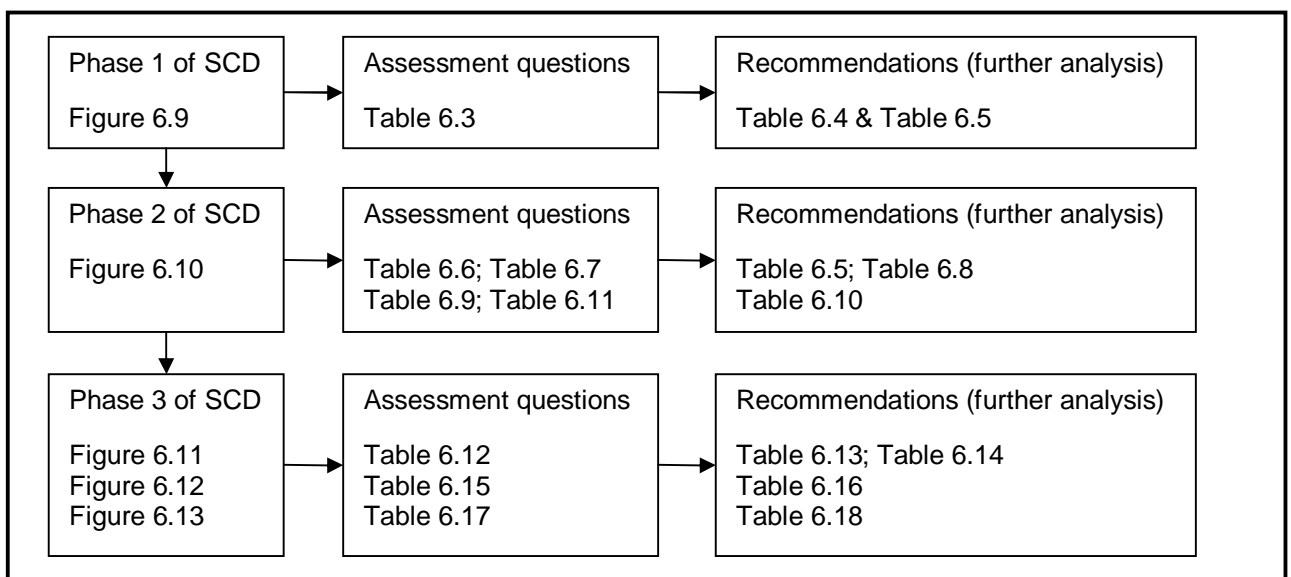 Phase 1 of SCD
Figure 6.9
Assessment questions
Table 6.3
Recommendations (further analysis)
Table 6.4 & Table 6.5
Phase 2 of SCD
Figure 6.10
Assessment questions
Table 6.6; Table 6.7
Table 6.9; Table 6.11
Recommendations (further analysis)
Table 6.5; Table 6.8
Table 6.10
Phase 3 of SCD
Figure 6.11
Figure 6.12
Figure 6.13
Assessment questions
Table 6.12
Table 6.15
Table 6.17
Recommendations (further analysis)
Table 6.13; Table 6.14
Table 6.16
Table 6.18